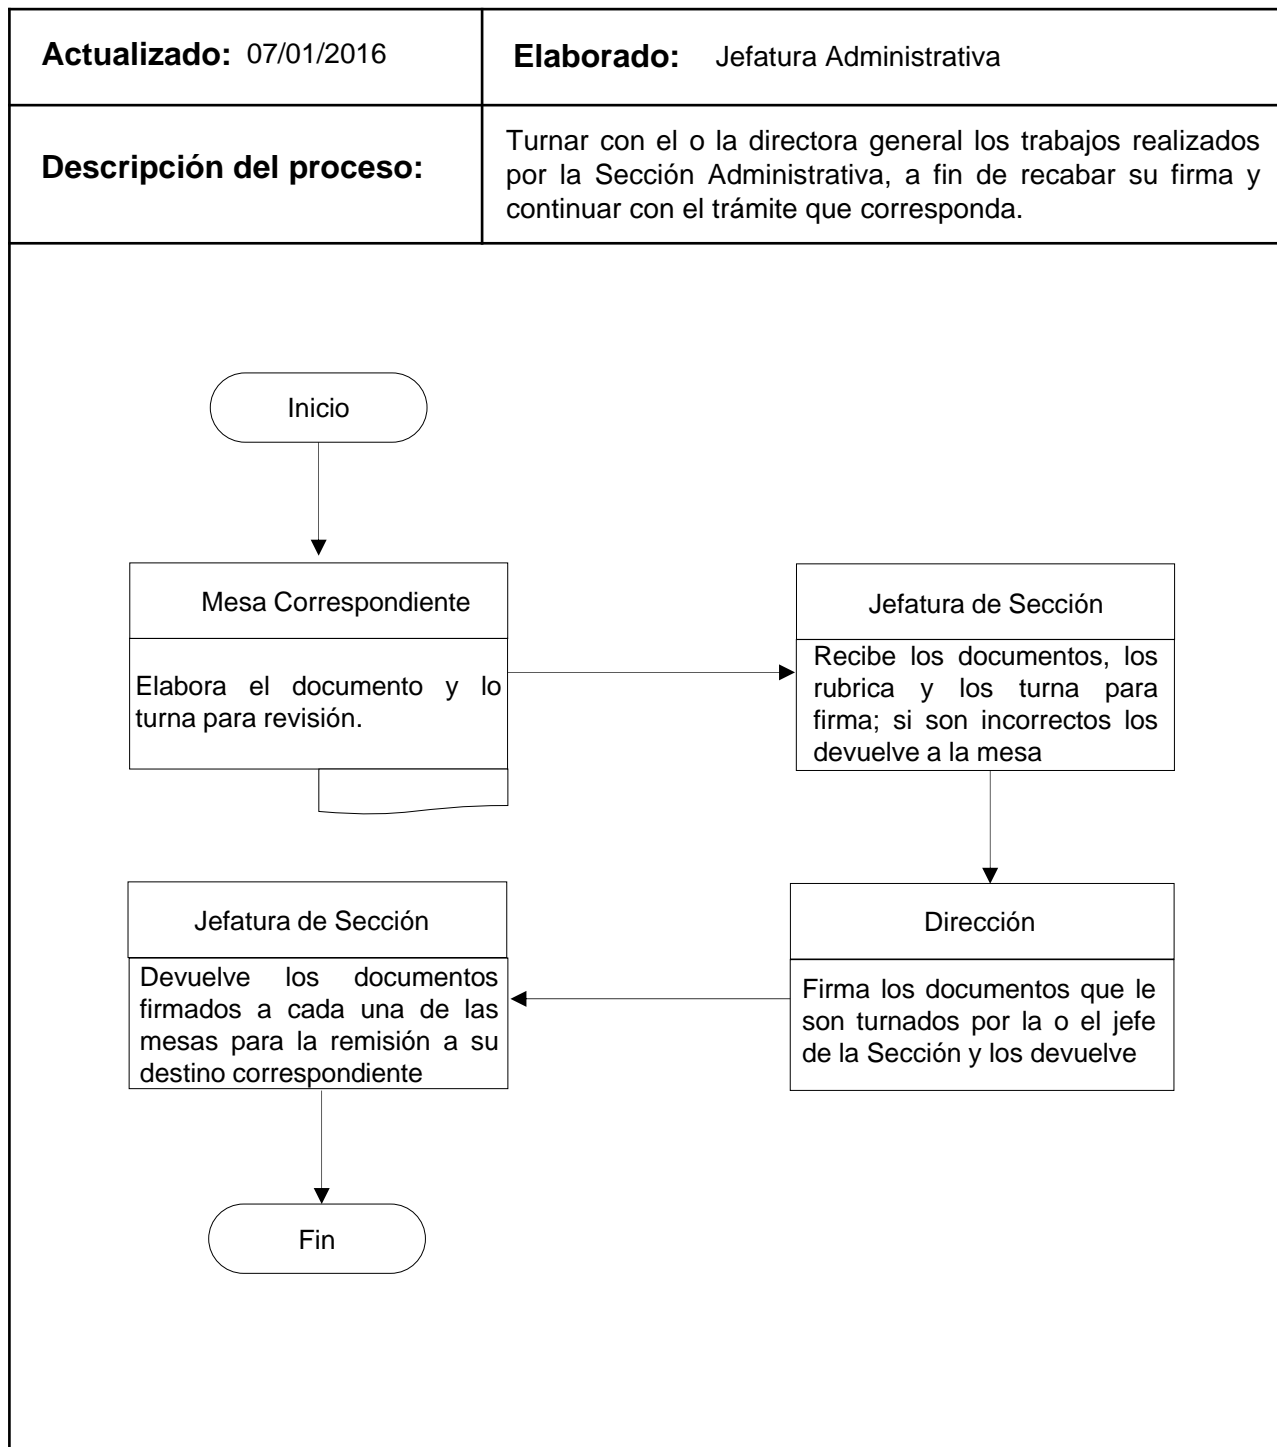 Actualizado: 07/01/2016
Elaborado: Jefatura Administrativa
Descripción del proceso:
Turnar con el o la directora general los trabajos realizados
por la Sección Administrativa, a fin de recabar su firma y
continuar con el trámite que corresponda.
Inicio
Mesa Correspondiente
Elabora el documento y lo
turna para revisión.
Jefatura de Sección
Recibe los documentos, los
rubrica y los turna para
firma; si son incorrectos los
devuelve a la mesa
Dirección
Firma los documentos que le
son turnados por la o el jefe
de la Sección y los devuelve
Jefatura de Sección
Devuelve los documentos
firmados a cada una de las
mesas para la remisión a su
destino correspondiente
Fin